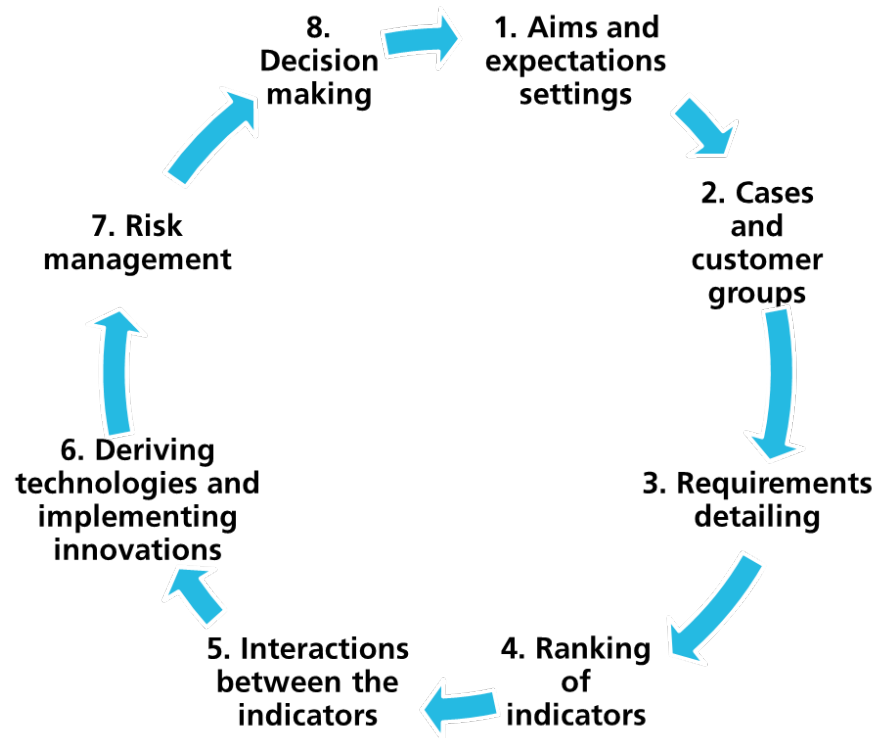 8.
Decision
making
1. Aims and
expectations
settings
2. Cases
and
customer
groups
3. Requirements
detailing
4. Ranking
of
indicators
5. Interactions
between the
indicators
6. Deriving
technologies and
implementing
innovations
7. Risk
management